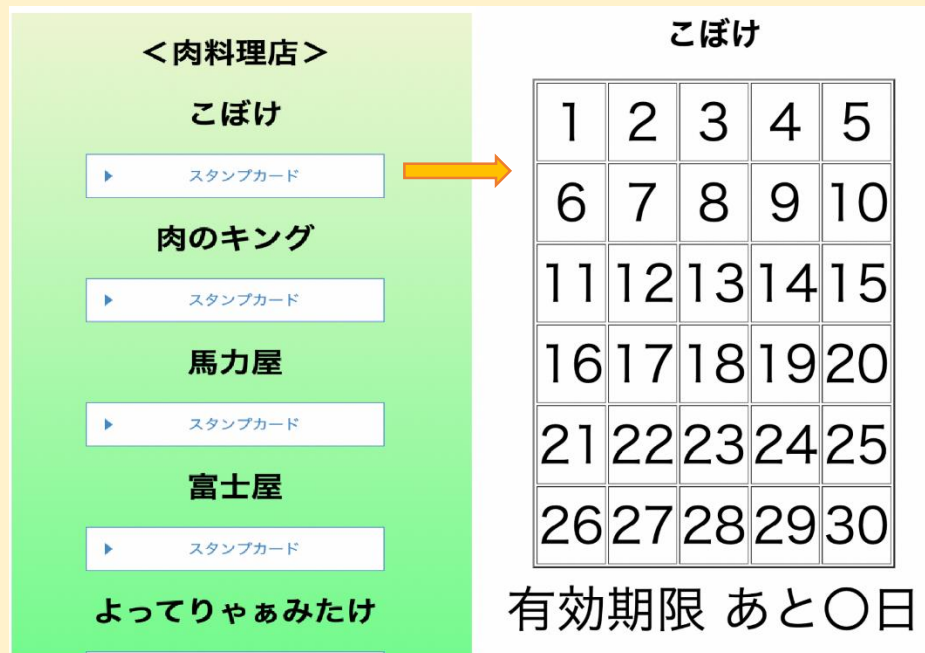 ＜肉料理店＞
こぼけ
スタンプカード
肉のキング
スタンプカード
馬力屋
スタンプカード
富士屋
スタンプカード
よってりゃぁみたけ
こぼけ
1 2 3 4 5
6 7 8 9 10
11 12 13 14 15
16 17 18 19 20
21 22 23 24 25
26 27 28 29 30
有効期限 あと〇日